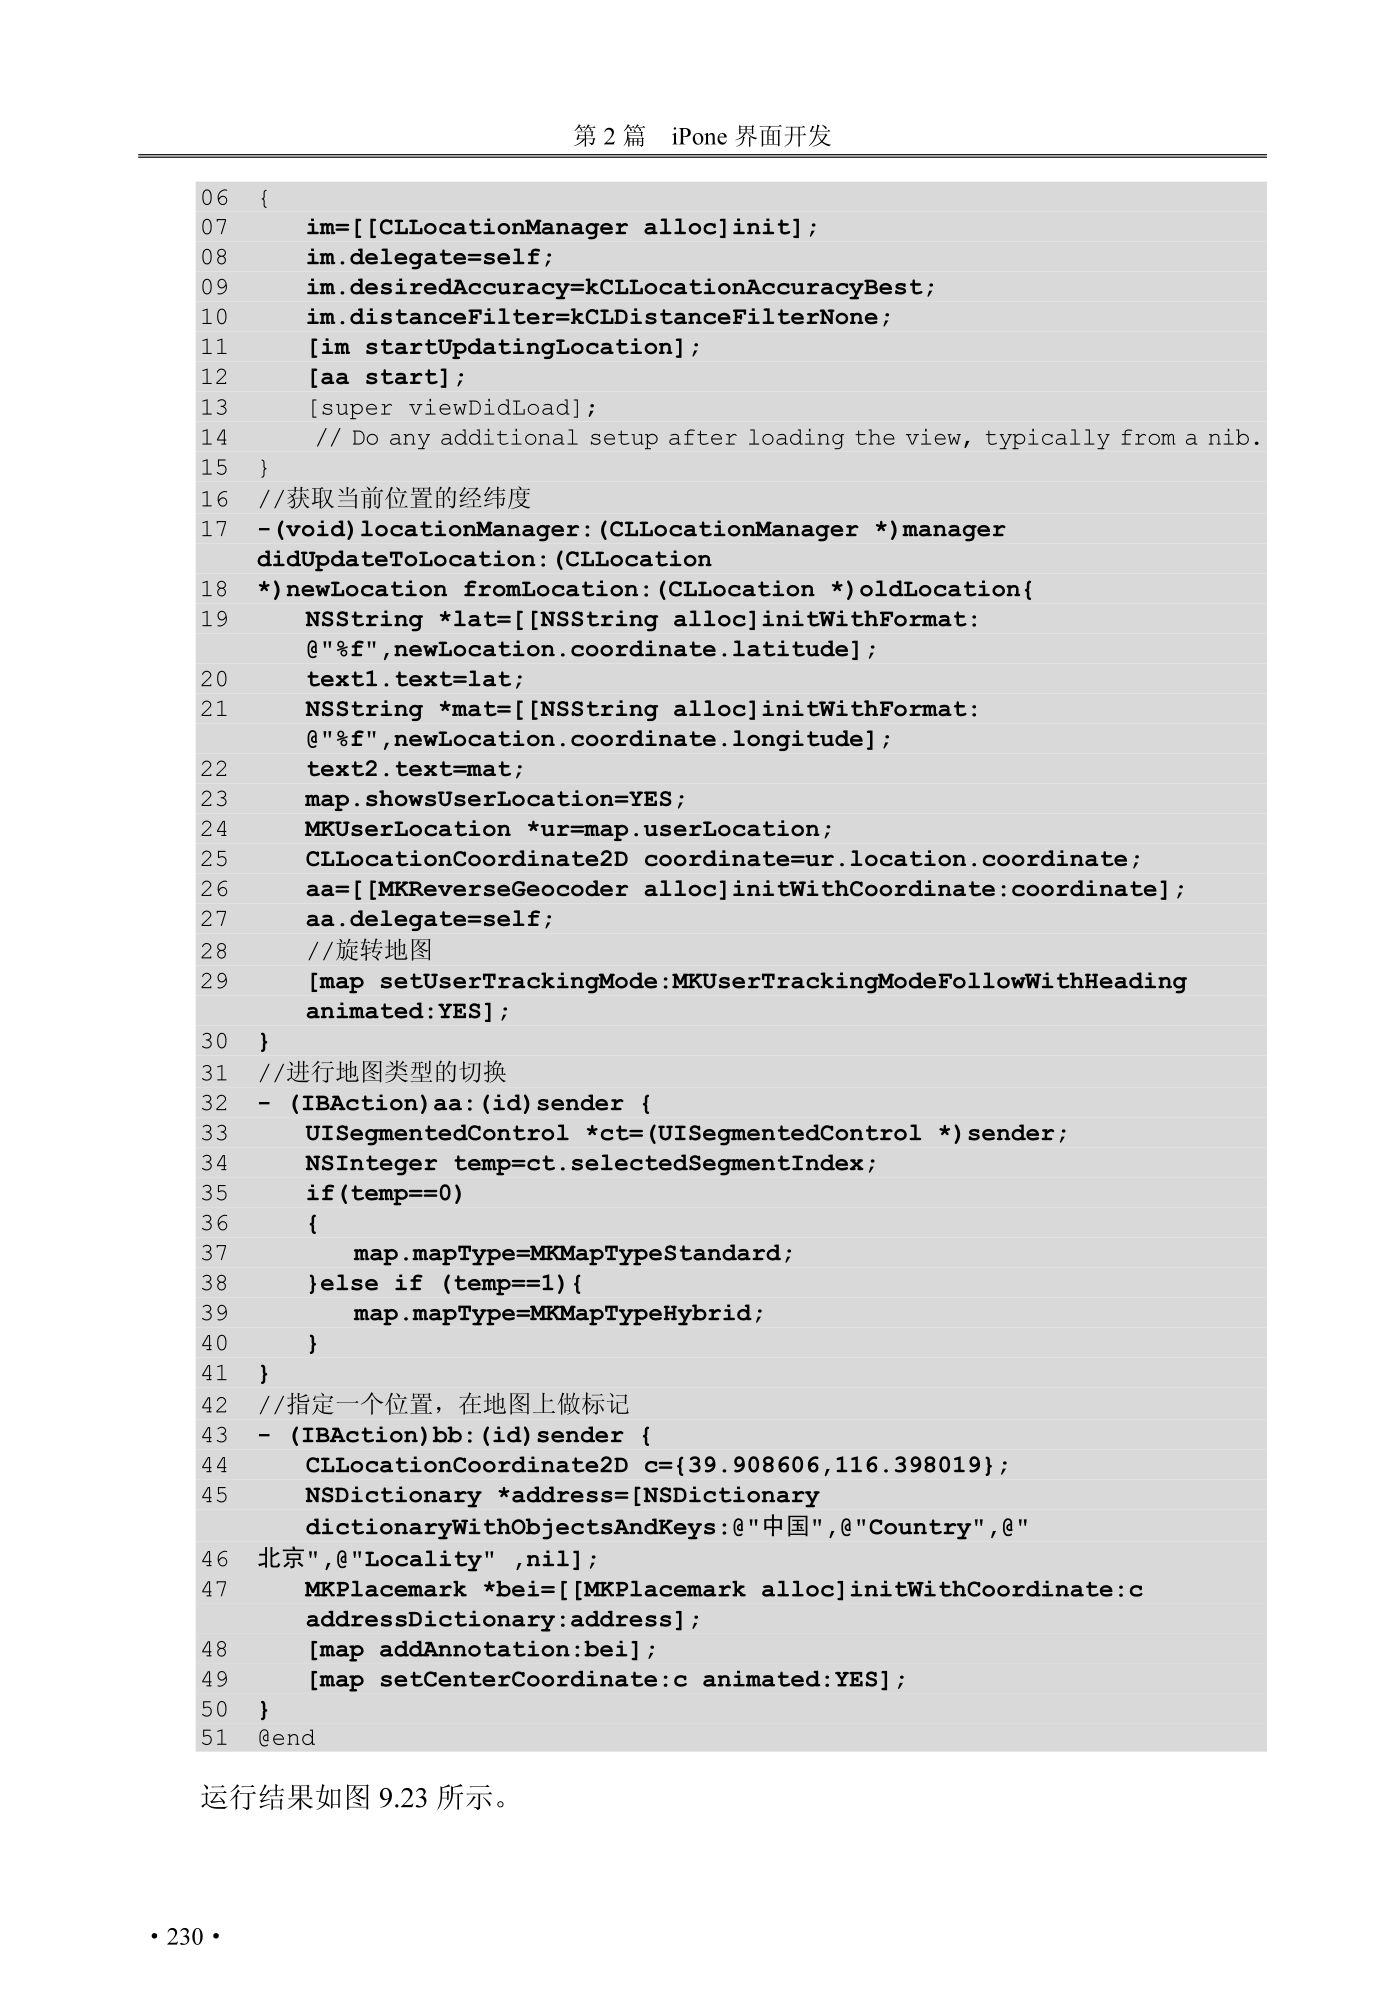 第 2 篇　iPone 界面开发
06 {
07     im=[[CLLocationManager alloc]init];
08     im.delegate=self;
09     im.desiredAccuracy=kCLLocationAccuracyBest;
10     im.distanceFilter=kCLDistanceFilterNone;
11     [im startUpdatingLocation];
12     [aa start];
13     [super viewDidLoad];
14     // Do any additional setup after loading the view, typically from a nib.
15 }
16 //获取当前位置的经纬度
17 -(void)locationManager:(CLLocationManager *)manager
didUpdateToLocation:(CLLocation
18 *)newLocation fromLocation:(CLLocation *)oldLocation{
19     NSString *lat=[[NSString alloc]initWithFormat:
@"%f",newLocation.coordinate.latitude];
20     text1.text=lat;
21     NSString *mat=[[NSString alloc]initWithFormat:
@"%f",newLocation.coordinate.longitude];
22     text2.text=mat;
23     map.showsUserLocation=YES;
24     MKUserLocation *ur=map.userLocation;
25     CLLocationCoordinate2D coordinate=ur.location.coordinate;
26     aa=[[MKReverseGeocoder alloc]initWithCoordinate:coordinate];
27     aa.delegate=self;
28     //旋转地图
29     [map setUserTrackingMode:MKUserTrackingModeFollowWithHeading
animated:YES];
30 }
31 //进行地图类型的切换
32 - (IBAction)aa:(id)sender {
33     UISegmentedControl *ct=(UISegmentedControl *)sender;
34     NSInteger temp=ct.selectedSegmentIndex;
35     if(temp==0)
36     {
37         map.mapType=MKMapTypeStandard;
38     }else if (temp==1){
39         map.mapType=MKMapTypeHybrid;
40     }
41 }
42 //指定一个位置，在地图上做标记
43 - (IBAction)bb:(id)sender {
44     CLLocationCoordinate2D c={39.908606,116.398019};
45     NSDictionary *address=[NSDictionary
dictionaryWithObjectsAndKeys:@"中国",@"Country",@"
46 北京",@"Locality" ,nil];
47     MKPlacemark *bei=[[MKPlacemark alloc]initWithCoordinate:c
addressDictionary:address];
48     [map addAnnotation:bei];
49     [map setCenterCoordinate:c animated:YES];
50 }
51 @end
运行结果如图 9.23 所示。
• 230 •